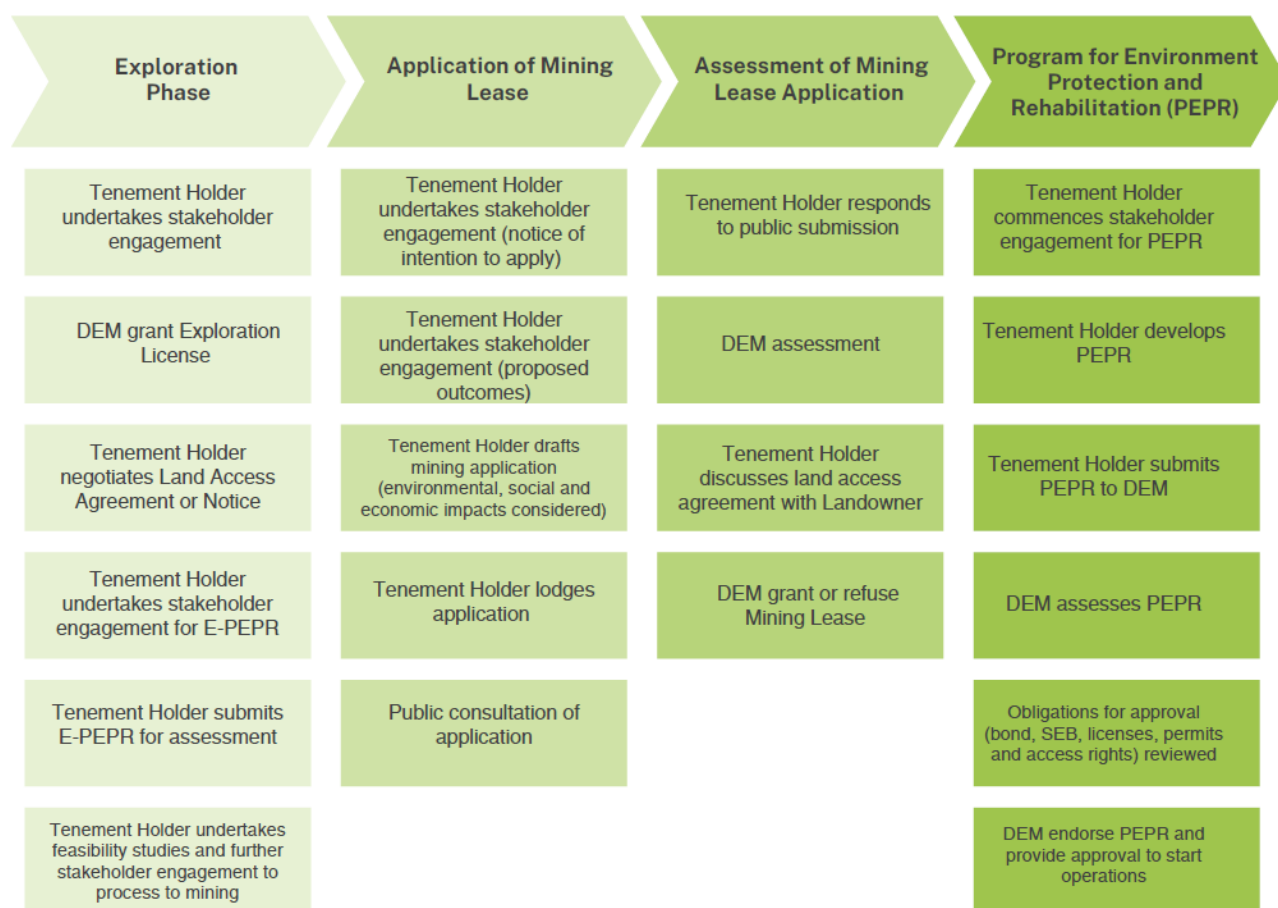 Exploration
Phase
Application of Mining
Lease
Assessment of Mining
Lease Application
Program for Environment
Protection and
Rehabilitation (PEPR)
Tenement Holder
undertakes stakeholder
engagement
DEM grant Exploration
License
Tenement Holder
negotiates Land Access
Agreement or Notice
Tenement Holder
undertakes stakeholder
engagement for E-PEPR
Tenement Holder submits
E-PEPR for assessment
Tenement Holder undertakes
feasibility studies and further
stakeholder engagement to
process to mining
Tenement Holder
undertakes stakeholder
engagement (notice of
intention to apply)
Tenement Holder
undertakes stakeholder
engagement (proposed
outcomes)
Tenement Holder drafts
mining application
(environmental, social and
economic impacts considered)
Tenement Holder lodges
application
Public consultation of
application
Tenement Holder responds
to public submission
DEM assessment
Tenement Holder
discusses land access
agreement with Landowner
DEM grant or refuse
Mining Lease
Tenement Holder
commences stakeholder
engagement for PEPR
Tenement Holder develops
PEPR
Tenement Holder submits
PEPR to DEM
DEM assesses PEPR
Obligations for approval
(bond, SEB, licenses, permits
and access rights) reviewed
DEM endorse PEPR and
provide approval to start
operations